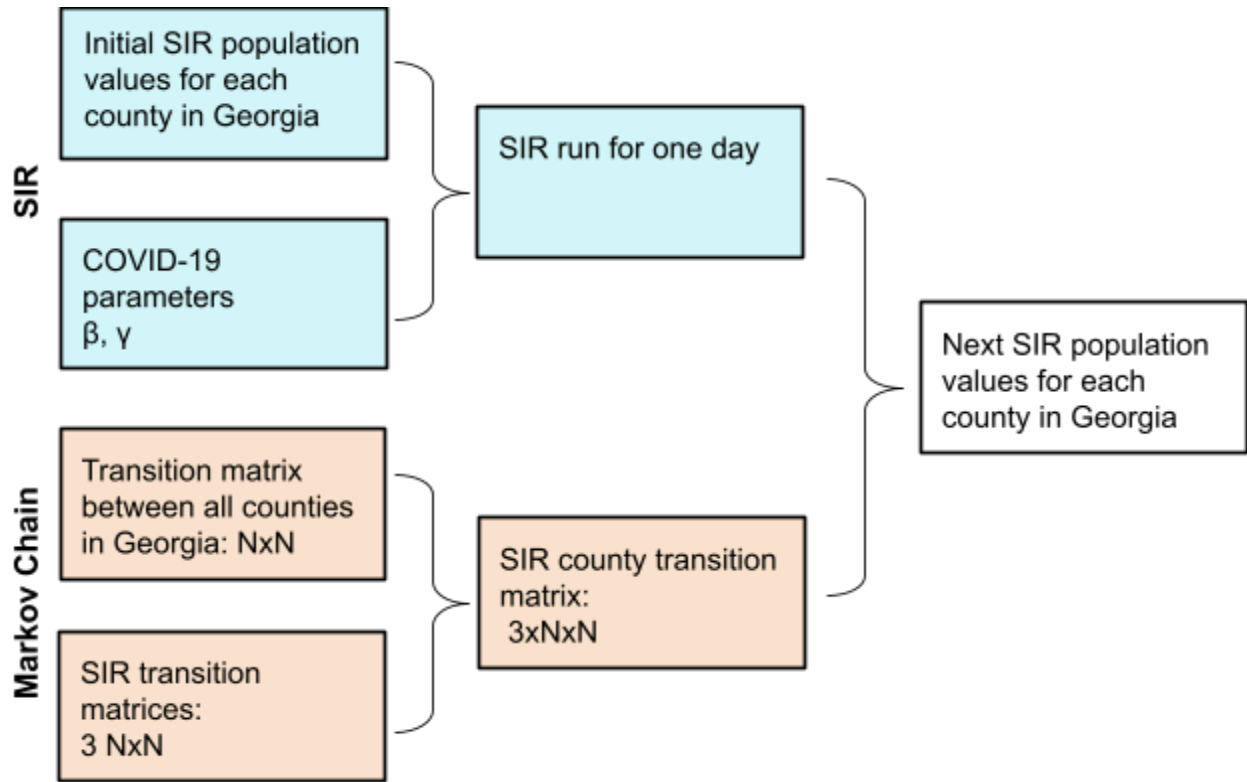 SIR
Initial SIR population
values for each
county in Georgia
COVID-19
parameters
β, γ
SIR run for one day
Markov Chain
Transition matrix
between all counties
in Georgia: NxN
SIR transition
matrices:
3 NxN
SIR county transition
matrix:
3xNxN
Next SIR population
values for each
county in Georgia